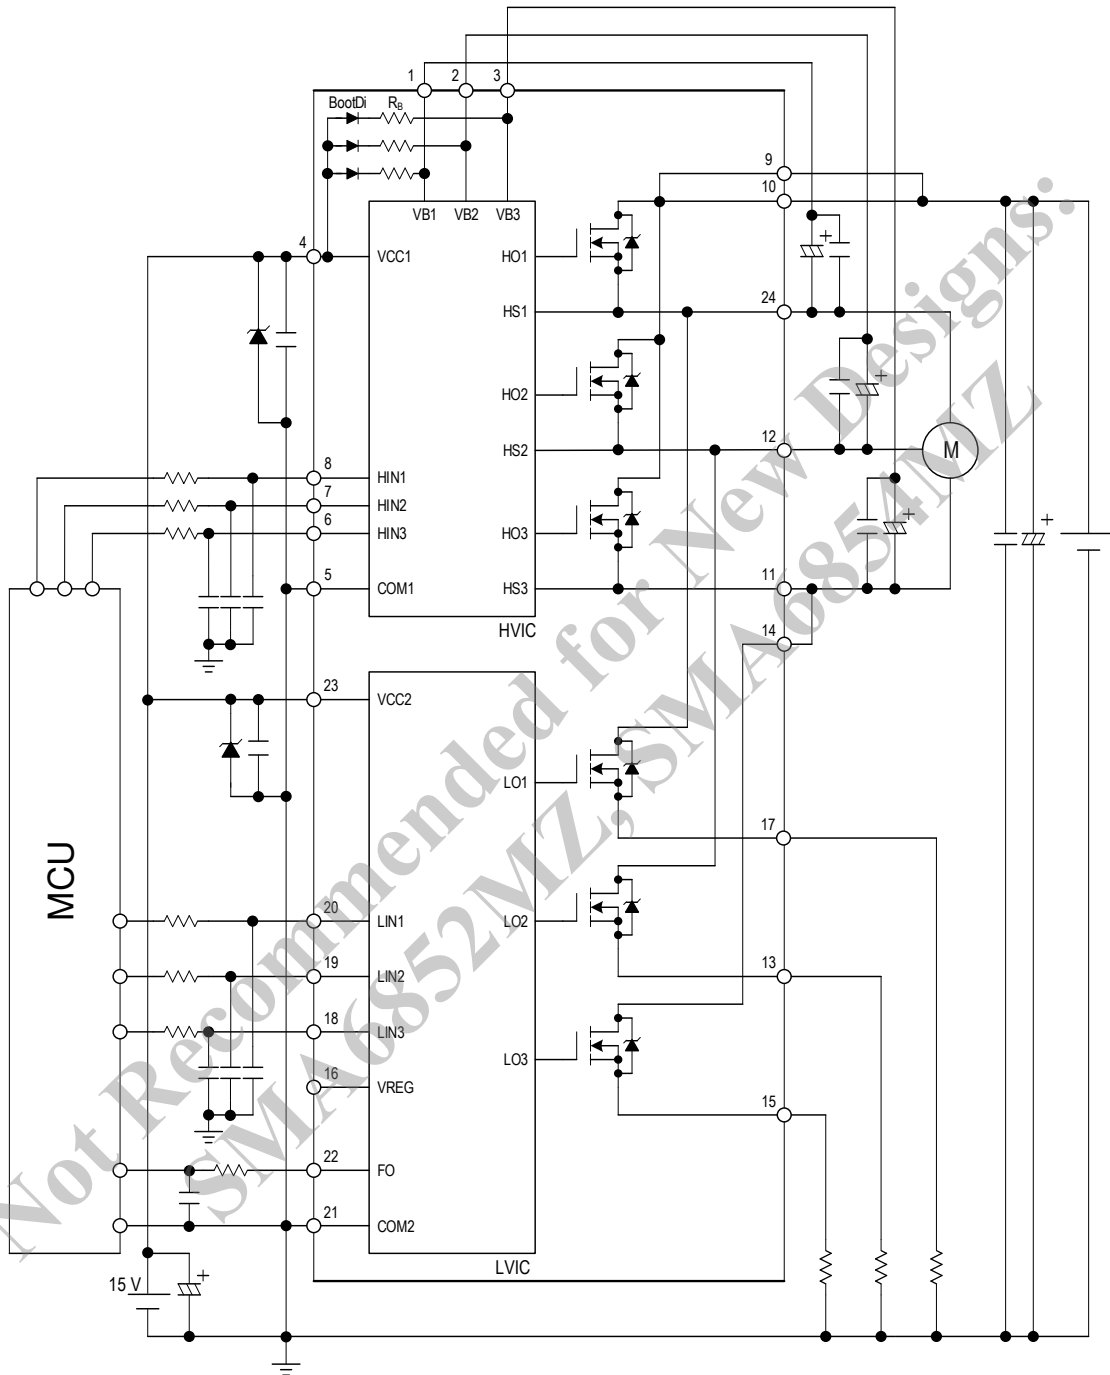 1
2
3
BootDi
R_B
9
10
VB1
VB2
VB3
4
VCC1
HO1
+
HS1
24
HO2
+
HS2
12
M
8
HIN1
7
HIN2
6
HIN3
HO3
+
+
5
COM1
HS3
11
HVIC
14
23
VCC2
LO1
17
MCU
20
LIN1
LO2
19
LIN2
13
18
LIN3
LO3
16
VREG
15
22
FO
21
COM2
LVIC
15 V
+
Not Recommended for New Designs:
SMA6852MZ, SMA6854MZ